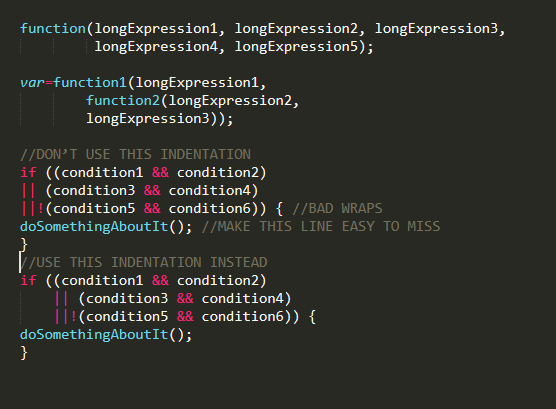 function(longExpression1, longExpression2, longExpression3,
longExpression4, longExpression5);
var=function1(longExpression1,
function2(longExpression2,
longExpression3));
//DON’T USE THIS INDENTATION
if ((condition1 && condition2)
|| (condition3 && condition4)
||!(condition5 && condition6)) { //BAD WRAPS
doSomethingAboutIt(); //MAKE THIS LINE EASY TO MISS
}
//USE THIS INDENTATION INSTEAD
if ((condition1 && condition2)
|| (condition3 && condition4)
||!(condition5 && condition6)) {
doSomethingAboutIt();
}